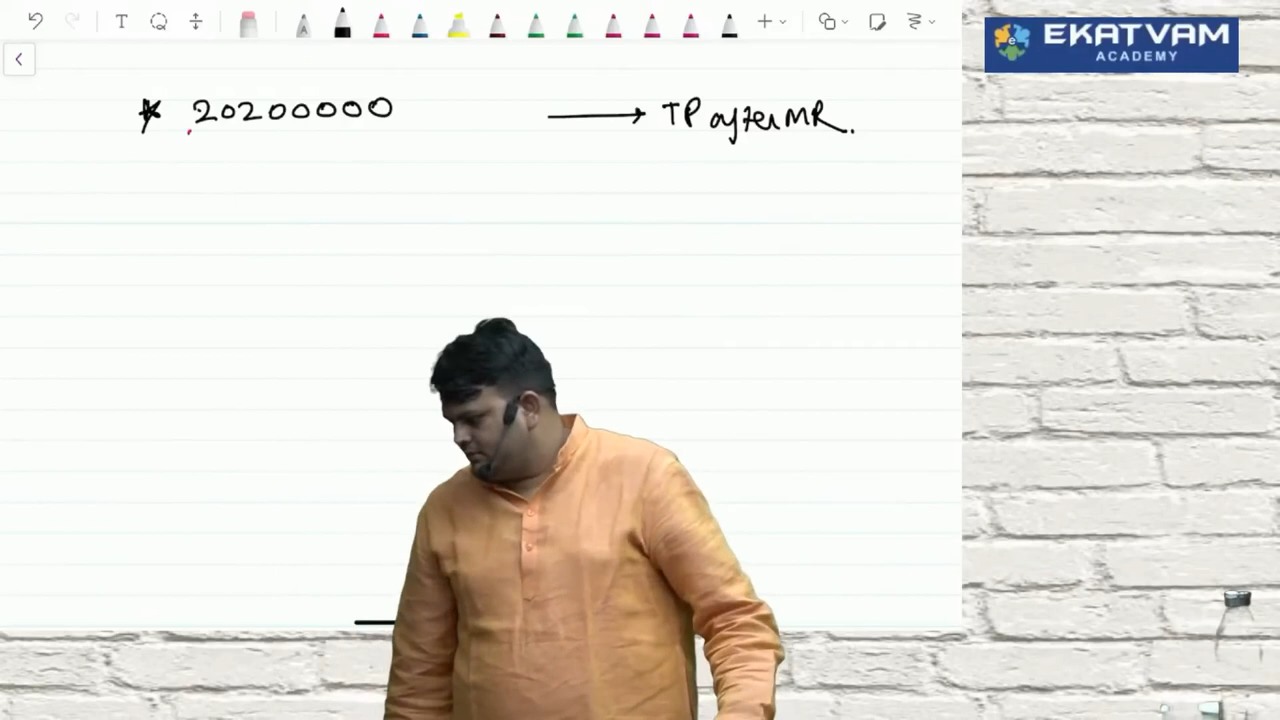 EKATVAM
ACADEMY
* 20200000 → TP after MR.
T
A
e